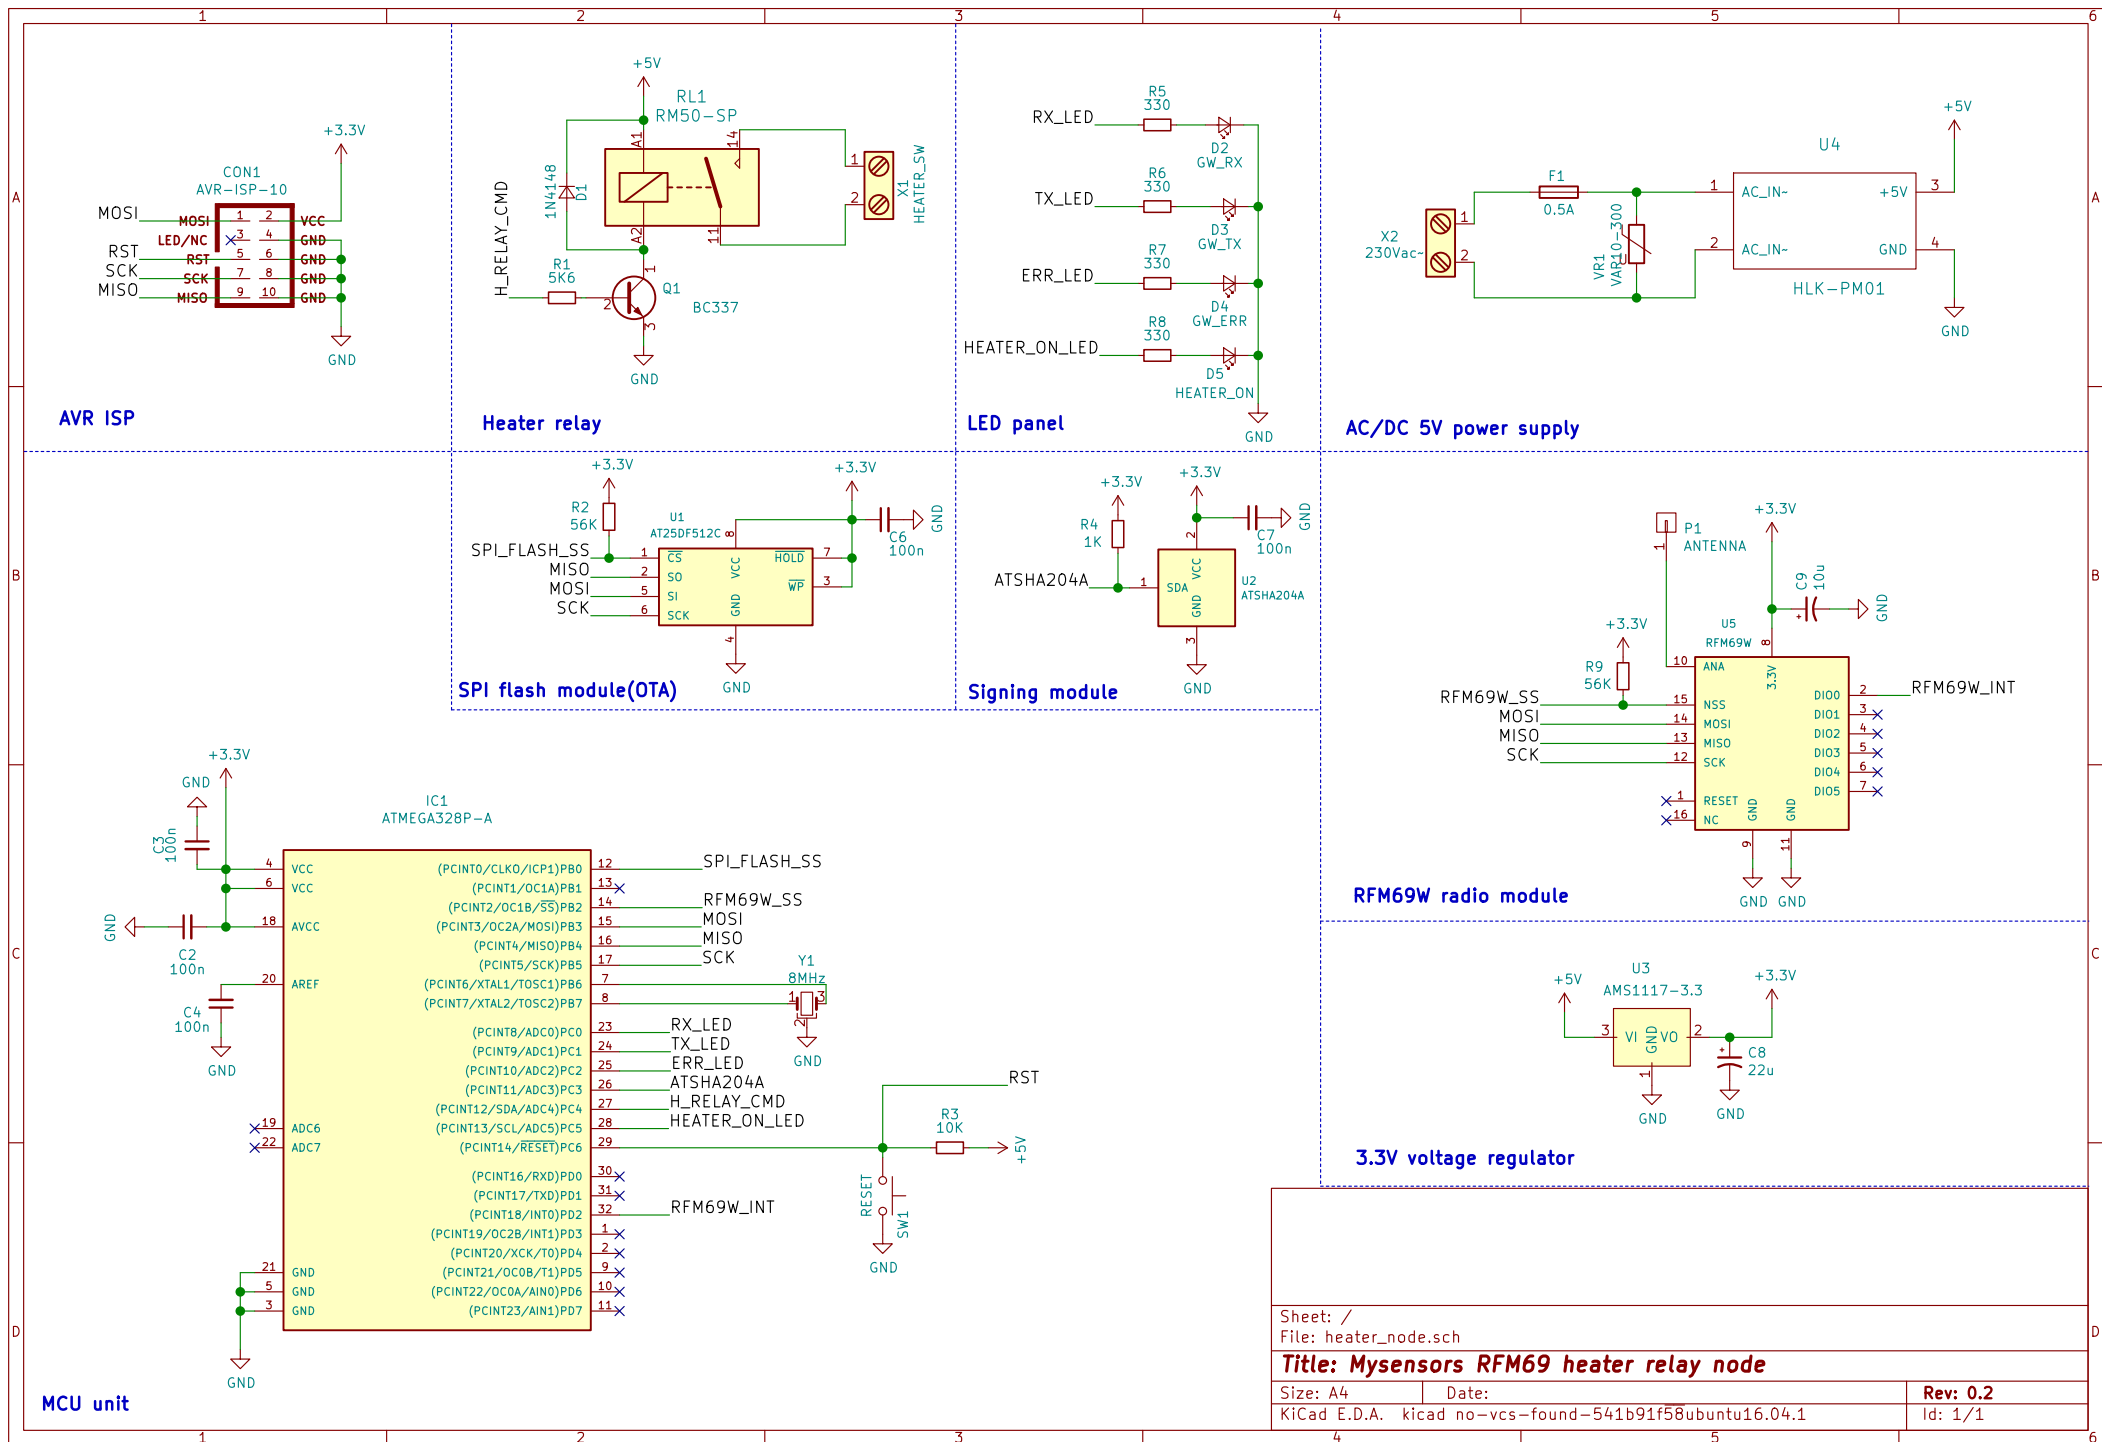 1 2 3 4 5 6
A
B
C
D
+3.3V
CON1
AVR-ISP-10
MOSI
RST
SCK
MISO
MOSI 1 2 VCC
LED/NC 3 4 GND
RST 5 6 GND
SCK 7 8 GND
MISO 9 10 GND
GND
AVR ISP
+5V
RL1
RM50-SP
A1
14
A2
11
1N4148
D1
1
2
X1
HEATER_SW
H_RELAY_CMD
R1
5K6
1
2
3
Q1
BC337
GND
Heater relay
R5
330
RX_LED
D2
GW_RX
R6
330
TX_LED
D3
GW_TX
R7
330
ERR_LED
D4
GW_ERR
R8
330
HEATER_ON_LED
D5
HEATER_ON
GND
LED panel
X2
230Vac~
1
2
F1
0.5A
VR1
VAR10-300
U
U4
1 AC_IN~
2 AC_IN~
+5V 3
GND 4
HLK-PM01
+5V
GND
AC/DC 5V power supply
+3.3V
R2
56K
U1
AT25DF512C
SPI_FLASH_SS
MISO
MOSI
SCK
1 CS
2 SO
5 SI
6 SCK
8
VCC
GND
4
HOLD 7
WP 3
+3.3V
C6
100n
GND
GND
SPI flash module(OTA)
+3.3V
R4
1K
ATSHA204A
1 SDA
2
VCC
GND
3
+3.3V
C7
100n
GND
U2
ATSHA204A
GND
Signing module
P1
ANTENNA
1
+3.3V
C9
10u
+
GND
U5
RFM69W
8
3.3V
+3.3V
R9
56K
RFM69W_SS
MOSI
MISO
SCK
10 ANA
15 NSS
14 MOSI
13 MISO
12 SCK
1 RESET
16 NC
DIO0 2
DIO1 3
DIO2 4
DIO3 5
DIO4 6
DIO5 7
RFM69W_INT
GND
GND
9
11
GND GND
RFM69W radio module
+5V
U3
AMS1117-3.3
3 VI
GND
VO 2
1
+3.3V
+
C8
22u
GND
GND
3.3V voltage regulator
+3.3V
GND
C3
100n
GND
C2
100n
C4
100n
GND
IC1
ATMEGA328P-A
4 VCC
6 VCC
18 AVCC
20 AREF
19 ADC6
22 ADC7
21 GND
5 GND
3 GND
GND
(PCINT0/CLKO/ICP1)PB0 12 SPI_FLASH_SS
(PCINT1/OC1A)PB1 13
(PCINT2/OC1B/SS)PB2 14 RFM69W_SS
(PCINT3/OC2A/MOSI)PB3 15 MOSI
(PCINT4/MISO)PB4 16 MISO
(PCINT5/SCK)PB5 17 SCK
(PCINT6/XTAL1/TOSC1)PB6 7
(PCINT7/XTAL2/TOSC2)PB7 8
(PCINT8/ADC0)PC0 23 RX_LED
(PCINT9/ADC1)PC1 24 TX_LED
(PCINT10/ADC2)PC2 25 ERR_LED
(PCINT11/ADC3)PC3 26 ATSHA204A
(PCINT12/SDA/ADC4)PC4 27 H_RELAY_CMD
(PCINT13/SCL/ADC5)PC5 28 HEATER_ON_LED
(PCINT14/RESET)PC6 29
(PCINT16/RXD)PD0 30
(PCINT17/TXD)PD1 31
(PCINT18/INT0)PD2 32 RFM69W_INT
(PCINT19/OC2B/INT1)PD3 1
(PCINT20/XCK/T0)PD4 2
(PCINT21/OC0B/T1)PD5 9
(PCINT22/OC0A/AIN0)PD6 10
(PCINT23/AIN1)PD7 11
Y1
8MHz
1
3
2
GND
RST
R3
10K
+5V
RESET
SW1
GND
MCU unit
Sheet: /
File: heater_node.sch
Title: Mysensors RFM69 heater relay node
Size: A4 Date: Rev: 0.2
KiCad E.D.A. kicad no-vcs-found-541b91f58ubuntu16.04.1 Id: 1/1
A
B
C
D
1 2 3 4 5 6